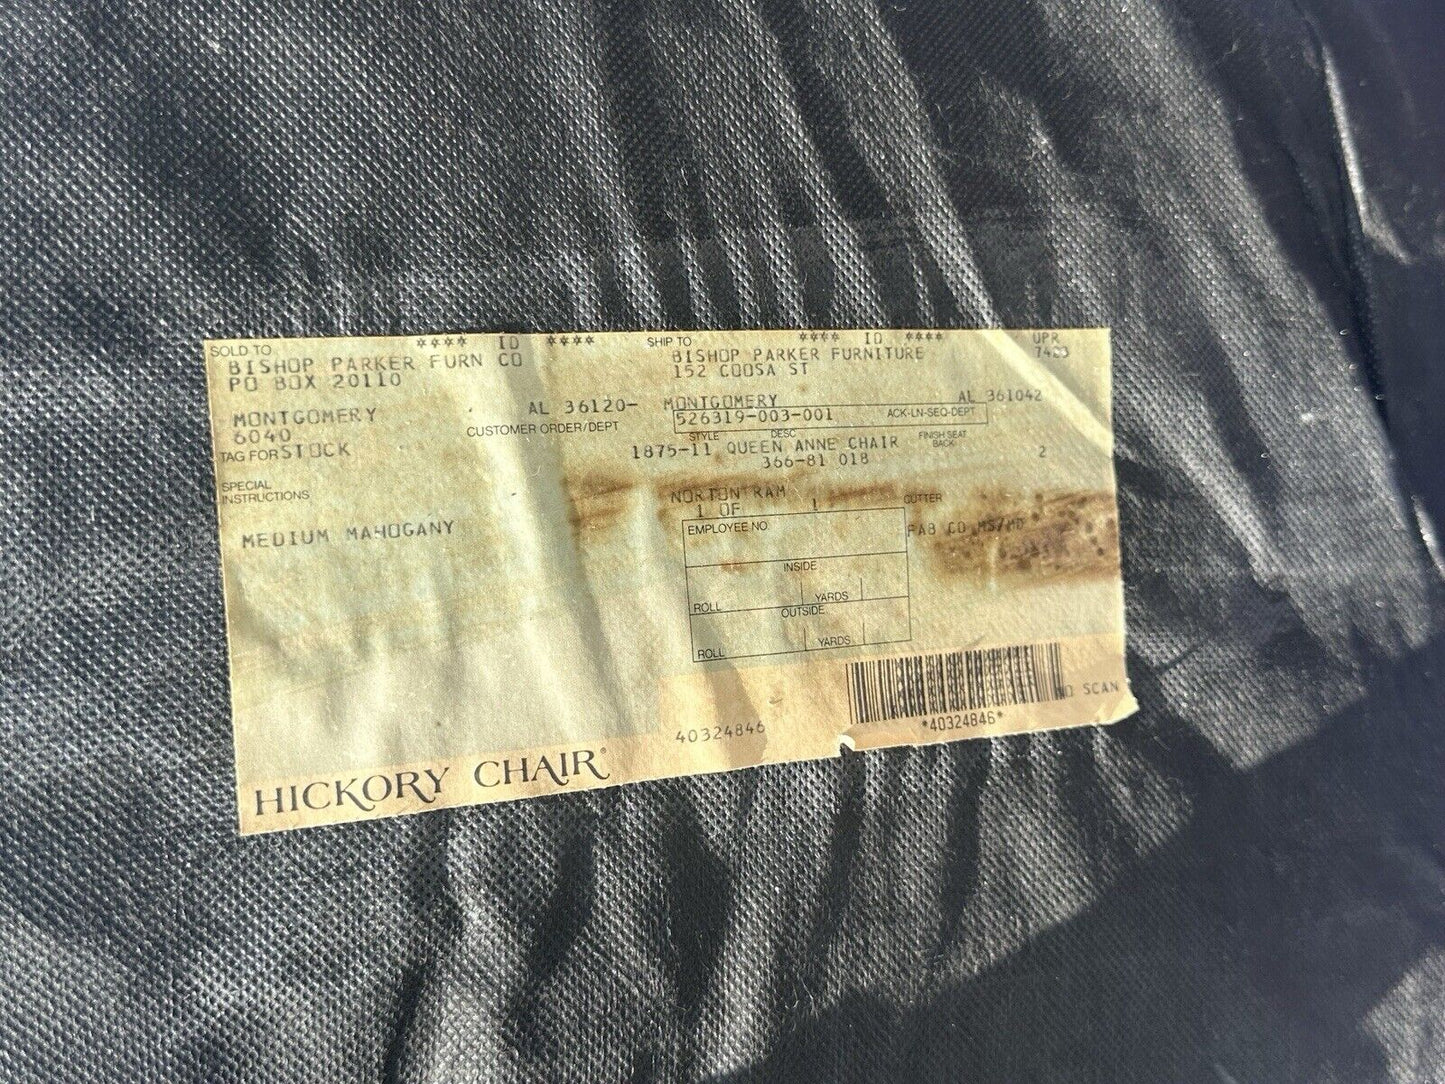 SOLD TO **** ID **** SHIP TO **** ID **** UPR
BISHOP PARKER FURN CO BISHOP PARKER FURNITURE
PO BOX 20110 152 COOSA ST
MONTGOMERY AL 36120- MONTGOMERY AL 361042
6040 CUSTOMER ORDER/DEPT 526319-003-001 ACK-LN-SEQ-DEPT
TAG FOR STOCK STYLE DESC FINISH SEAT BACK
1875-11 QUEEN ANNE CHAIR 2
366-81 018
SPECIAL INSTRUCTIONS
NORTON RAM
1 OF 1 CUTTER
MEDIUM MAHOGANY EMPLOYEE NO FAB CO
INSIDE
ROLL YARDS
OUTSIDE
ROLL YARDS
40324846 *40324846* SCAN
HICKORY CHAIR®